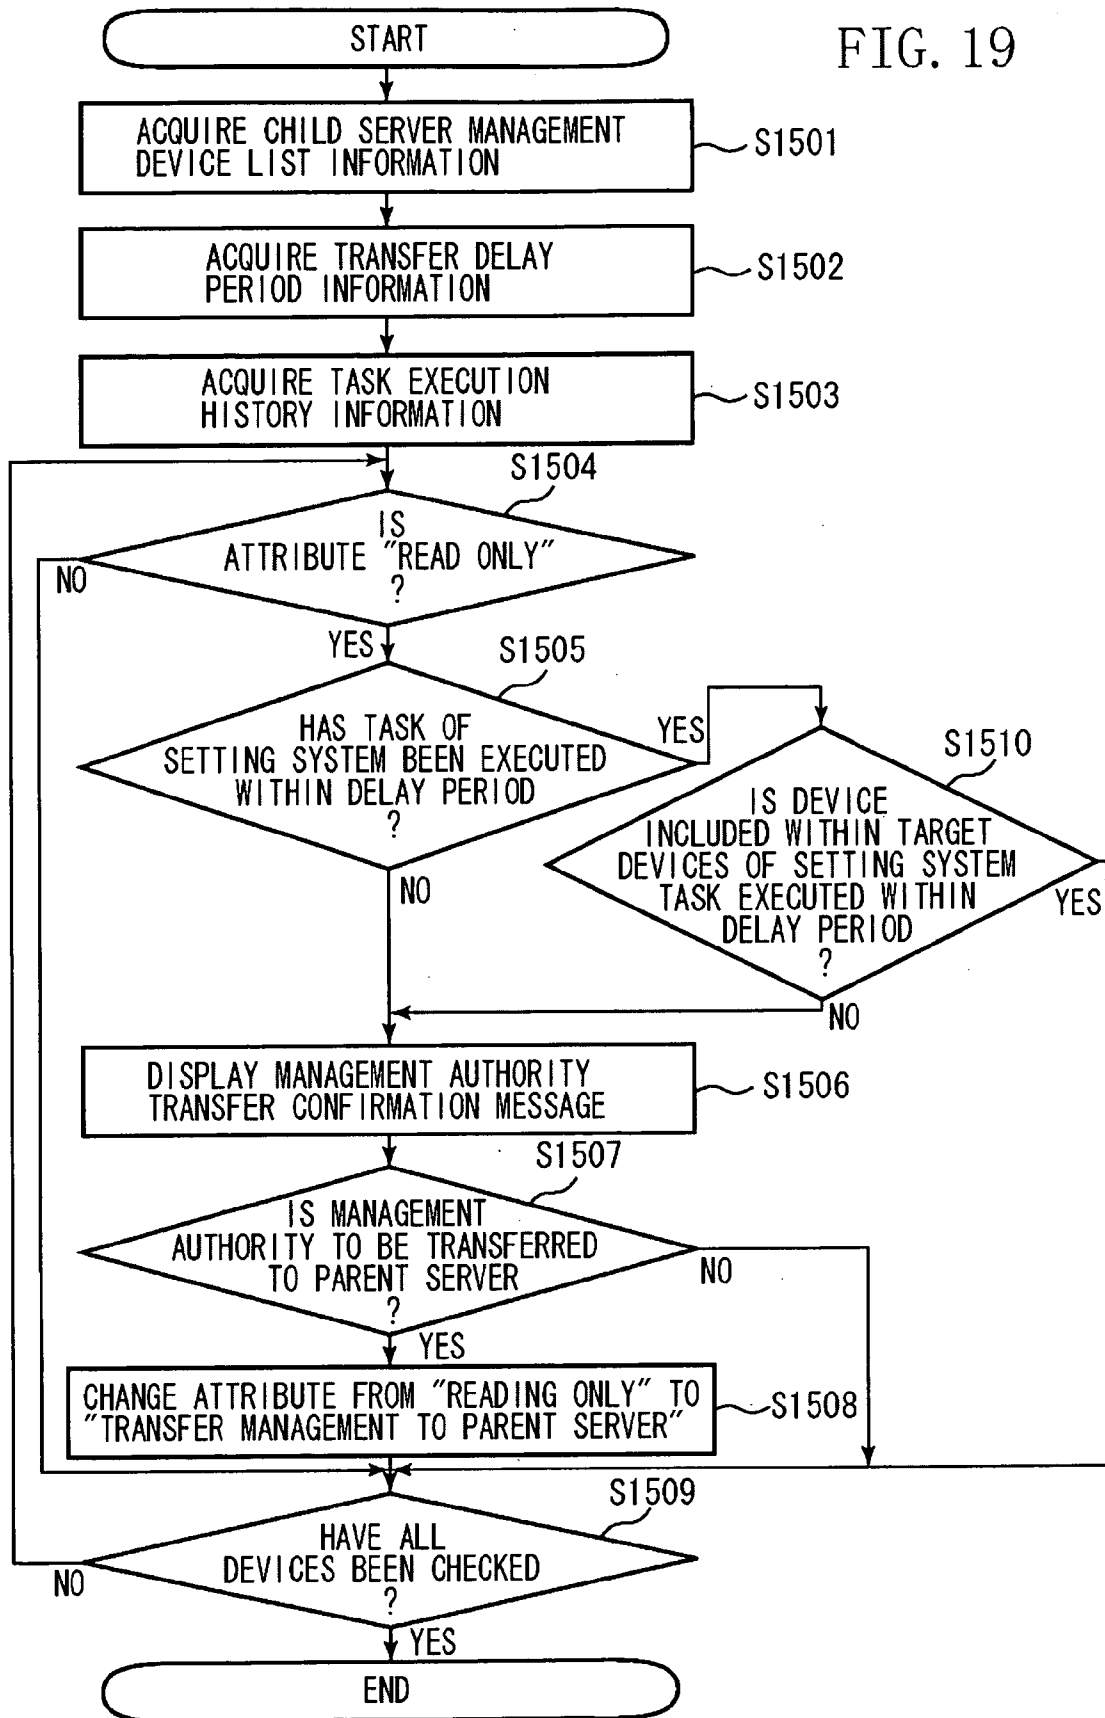 START
FIG. 19
ACQUIRE CHILD SERVER MANAGEMENT
DEVICE LIST INFORMATION
S1501
ACQUIRE TRANSFER DELAY
PERIOD INFORMATION
S1502
ACQUIRE TASK EXECUTION
HISTORY INFORMATION
S1503
S1504
IS
ATTRIBUTE "READ ONLY"
?
NO
YES
S1505
HAS TASK OF
SETTING SYSTEM BEEN EXECUTED
WITHIN DELAY PERIOD
?
YES
NO
S1510
IS DEVICE
INCLUDED WITHIN TARGET
DEVICES OF SETTING SYSTEM
TASK EXECUTED WITHIN
DELAY PERIOD
?
YES
NO
DISPLAY MANAGEMENT AUTHORITY
TRANSFER CONFIRMATION MESSAGE
S1506
S1507
IS MANAGEMENT
AUTHORITY TO BE TRANSFERRED
TO PARENT SERVER
?
NO
YES
CHANGE ATTRIBUTE FROM "READING ONLY" TO
"TRANSFER MANAGEMENT TO PARENT SERVER"
S1508
S1509
HAVE ALL
DEVICES BEEN CHECKED
?
NO
YES
END